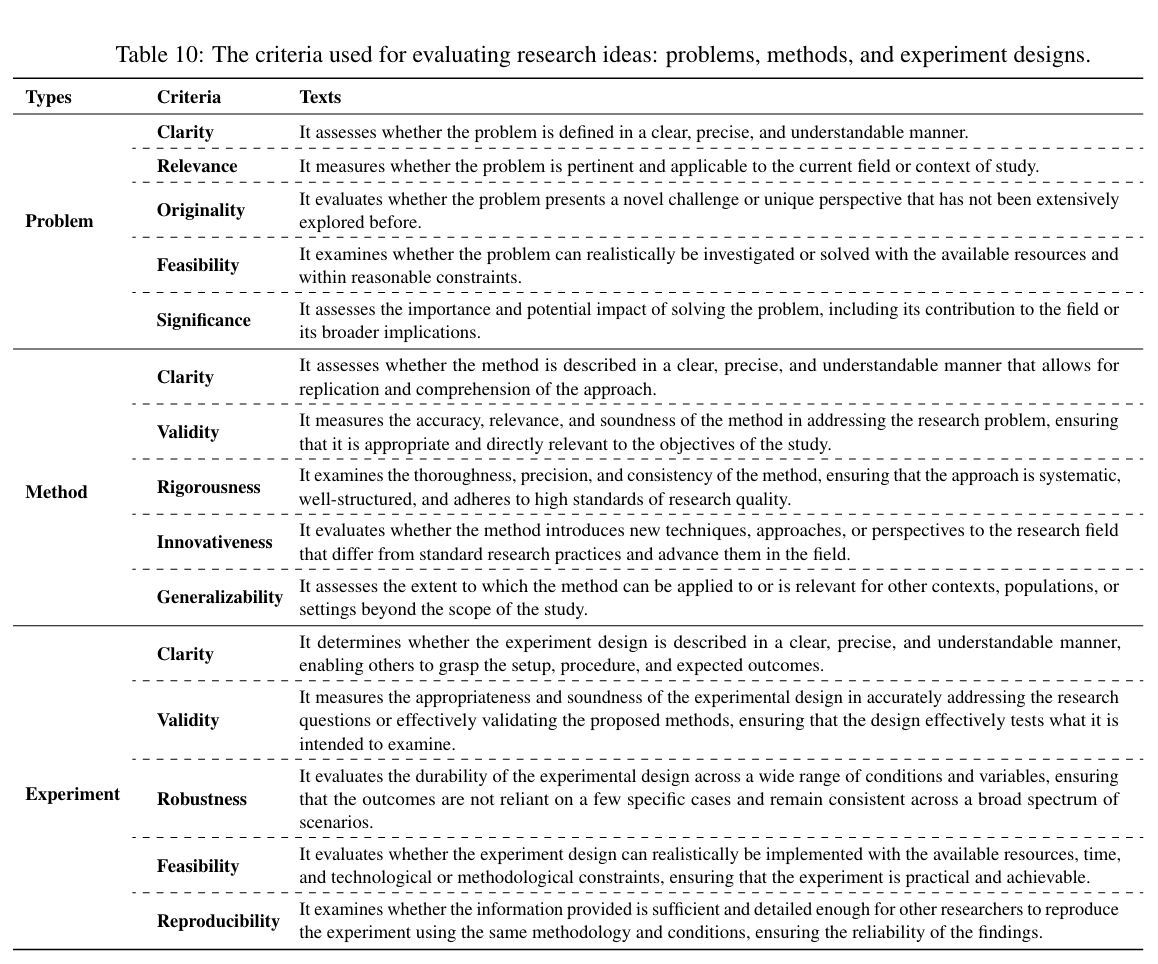 Table 10: The criteria used for evaluating research ideas: problems, methods, and experiment designs.
Types Criteria Texts
Problem
Clarity It assesses whether the problem is defined in a clear, precise, and understandable manner.
Relevance It measures whether the problem is pertinent and applicable to the current field or context of study.
Originality It evaluates whether the problem presents a novel challenge or unique perspective that has not been extensively
explored before.
Feasibility It examines whether the problem can realistically be investigated or solved with the available resources and
within reasonable constraints.
Significance It assesses the importance and potential impact of solving the problem, including its contribution to the field or
its broader implications.
Method
Clarity It assesses whether the method is described in a clear, precise, and understandable manner that allows for
replication and comprehension of the approach.
Validity It measures the accuracy, relevance, and soundness of the method in addressing the research problem, ensuring
that it is appropriate and directly relevant to the objectives of the study.
Rigorousness It examines the thoroughness, precision, and consistency of the method, ensuring that the approach is systematic,
well-structured, and adheres to high standards of research quality.
Innovativeness It evaluates whether the method introduces new techniques, approaches, or perspectives to the research field
that differ from standard research practices and advance them in the field.
Generalizability It assesses the extent to which the method can be applied to or is relevant for other contexts, populations, or
settings beyond the scope of the study.
Experiment
Clarity It determines whether the experiment design is described in a clear, precise, and understandable manner,
enabling others to grasp the setup, procedure, and expected outcomes.
Validity It measures the appropriateness and soundness of the experimental design in accurately addressing the research
questions or effectively validating the proposed methods, ensuring that the design effectively tests what it is
intended to examine.
Robustness It evaluates the durability of the experimental design across a wide range of conditions and variables, ensuring
that the outcomes are not reliant on a few specific cases and remain consistent across a broad spectrum of
scenarios.
Feasibility It evaluates whether the experiment design can realistically be implemented with the available resources, time,
and technological or methodological constraints, ensuring that the experiment is practical and achievable.
Reproducibility It examines whether the information provided is sufficient and detailed enough for other researchers to reproduce
the experiment using the same methodology and conditions, ensuring the reliability of the findings.